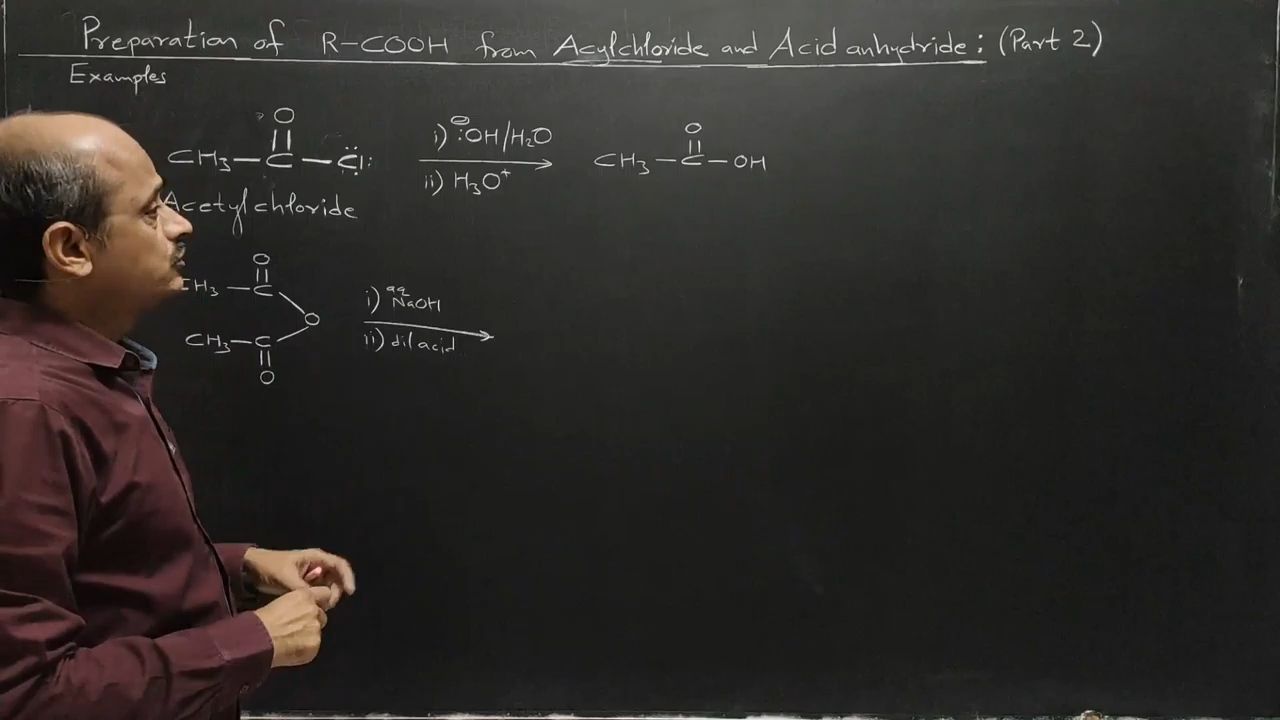 Preparation of R-COOH from Acylchloride and Acid anhydride: (Part 2)
Examples
O
CH3-C-Cl:
i) ⊖:OH/H2O
ii) H3O+
O
CH3-C-OH
Acetylchloride
O
CH3-C
O
CH3-C
O
i) aq NaOH
ii) dil acid